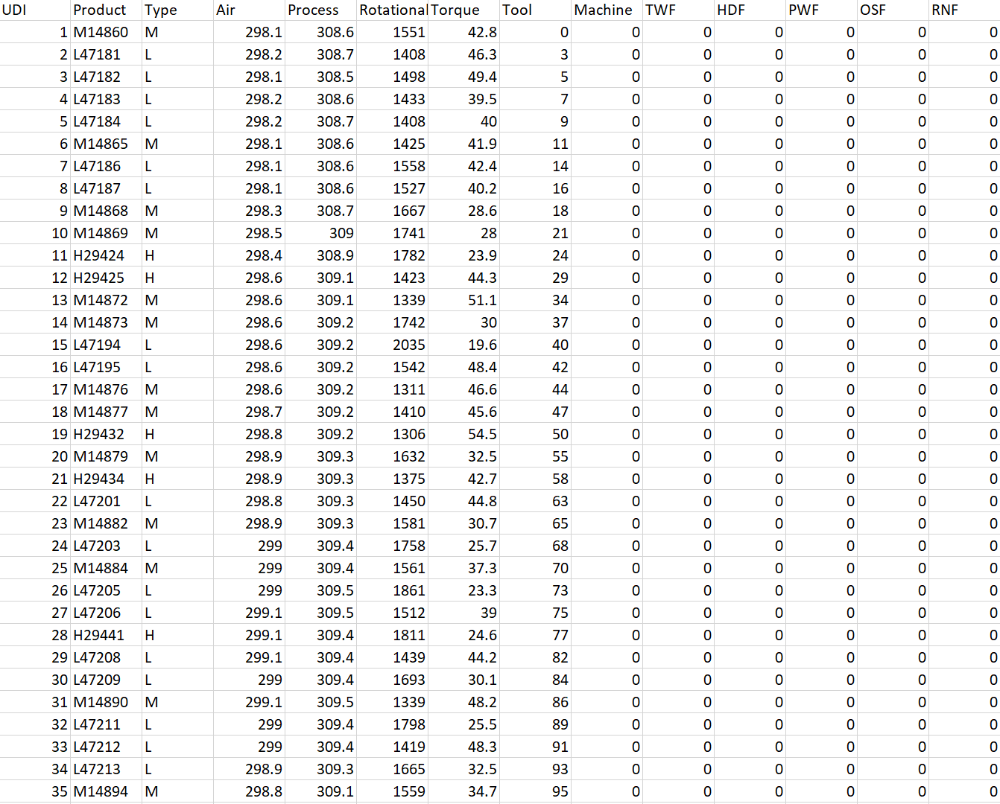 UDI Product Type Air Process Rotational Torque Tool Machine TWF HDF PWF OSF RNF
1 M14860 M 298.1 308.6 1551 42.8 0 0 0 0 0 0 0
2 L47181 L 298.2 308.7 1408 46.3 3 0 0 0 0 0 0
3 L47182 L 298.1 308.5 1498 49.4 5 0 0 0 0 0 0
4 L47183 L 298.2 308.6 1433 39.5 7 0 0 0 0 0 0
5 L47184 L 298.2 308.7 1408 40 9 0 0 0 0 0 0
6 M14865 M 298.1 308.6 1425 41.9 11 0 0 0 0 0 0
7 L47186 L 298.1 308.6 1558 42.4 14 0 0 0 0 0 0
8 L47187 L 298.1 308.6 1527 40.2 16 0 0 0 0 0 0
9 M14868 M 298.3 308.7 1667 28.6 18 0 0 0 0 0 0
10 M14869 M 298.5 309 1741 28 21 0 0 0 0 0 0
11 H29424 H 298.4 308.9 1782 23.9 24 0 0 0 0 0 0
12 H29425 H 298.6 309.1 1423 44.3 29 0 0 0 0 0 0
13 M14872 M 298.6 309.1 1339 51.1 34 0 0 0 0 0 0
14 M14873 M 298.6 309.2 1742 30 37 0 0 0 0 0 0
15 L47194 L 298.6 309.2 2035 19.6 40 0 0 0 0 0 0
16 L47195 L 298.6 309.2 1542 48.4 42 0 0 0 0 0 0
17 M14876 M 298.6 309.2 1311 46.6 44 0 0 0 0 0 0
18 M14877 M 298.7 309.2 1410 45.6 47 0 0 0 0 0 0
19 H29432 H 298.8 309.2 1306 54.5 50 0 0 0 0 0 0
20 M14879 M 298.9 309.3 1632 32.5 55 0 0 0 0 0 0
21 H29434 H 298.9 309.3 1375 42.7 58 0 0 0 0 0 0
22 L47201 L 298.8 309.3 1450 44.8 63 0 0 0 0 0 0
23 M14882 M 298.9 309.3 1581 30.7 65 0 0 0 0 0 0
24 L47203 L 299 309.4 1758 25.7 68 0 0 0 0 0 0
25 M14884 M 299 309.4 1561 37.3 70 0 0 0 0 0 0
26 L47205 L 299 309.5 1861 23.3 73 0 0 0 0 0 0
27 L47206 L 299.1 309.5 1512 39 75 0 0 0 0 0 0
28 H29441 H 299.1 309.4 1811 24.6 77 0 0 0 0 0 0
29 L47208 L 299.1 309.4 1439 44.2 82 0 0 0 0 0 0
30 L47209 L 299 309.4 1693 30.1 84 0 0 0 0 0 0
31 M14890 M 299.1 309.5 1339 48.2 86 0 0 0 0 0 0
32 L47211 L 299 309.4 1798 25.5 89 0 0 0 0 0 0
33 L47212 L 299 309.4 1419 48.3 91 0 0 0 0 0 0
34 L47213 L 298.9 309.3 1665 32.5 93 0 0 0 0 0 0
35 M14894 M 298.8 309.1 1559 34.7 95 0 0 0 0 0 0